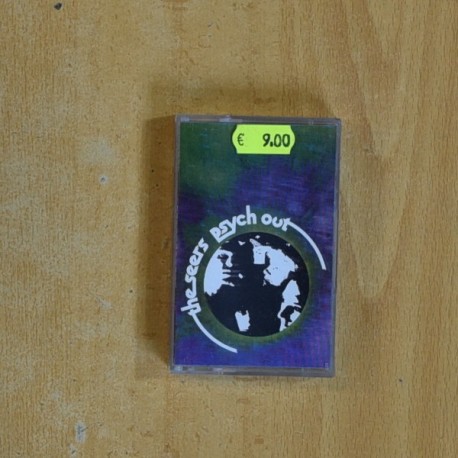 € 9.00
the seers psych out